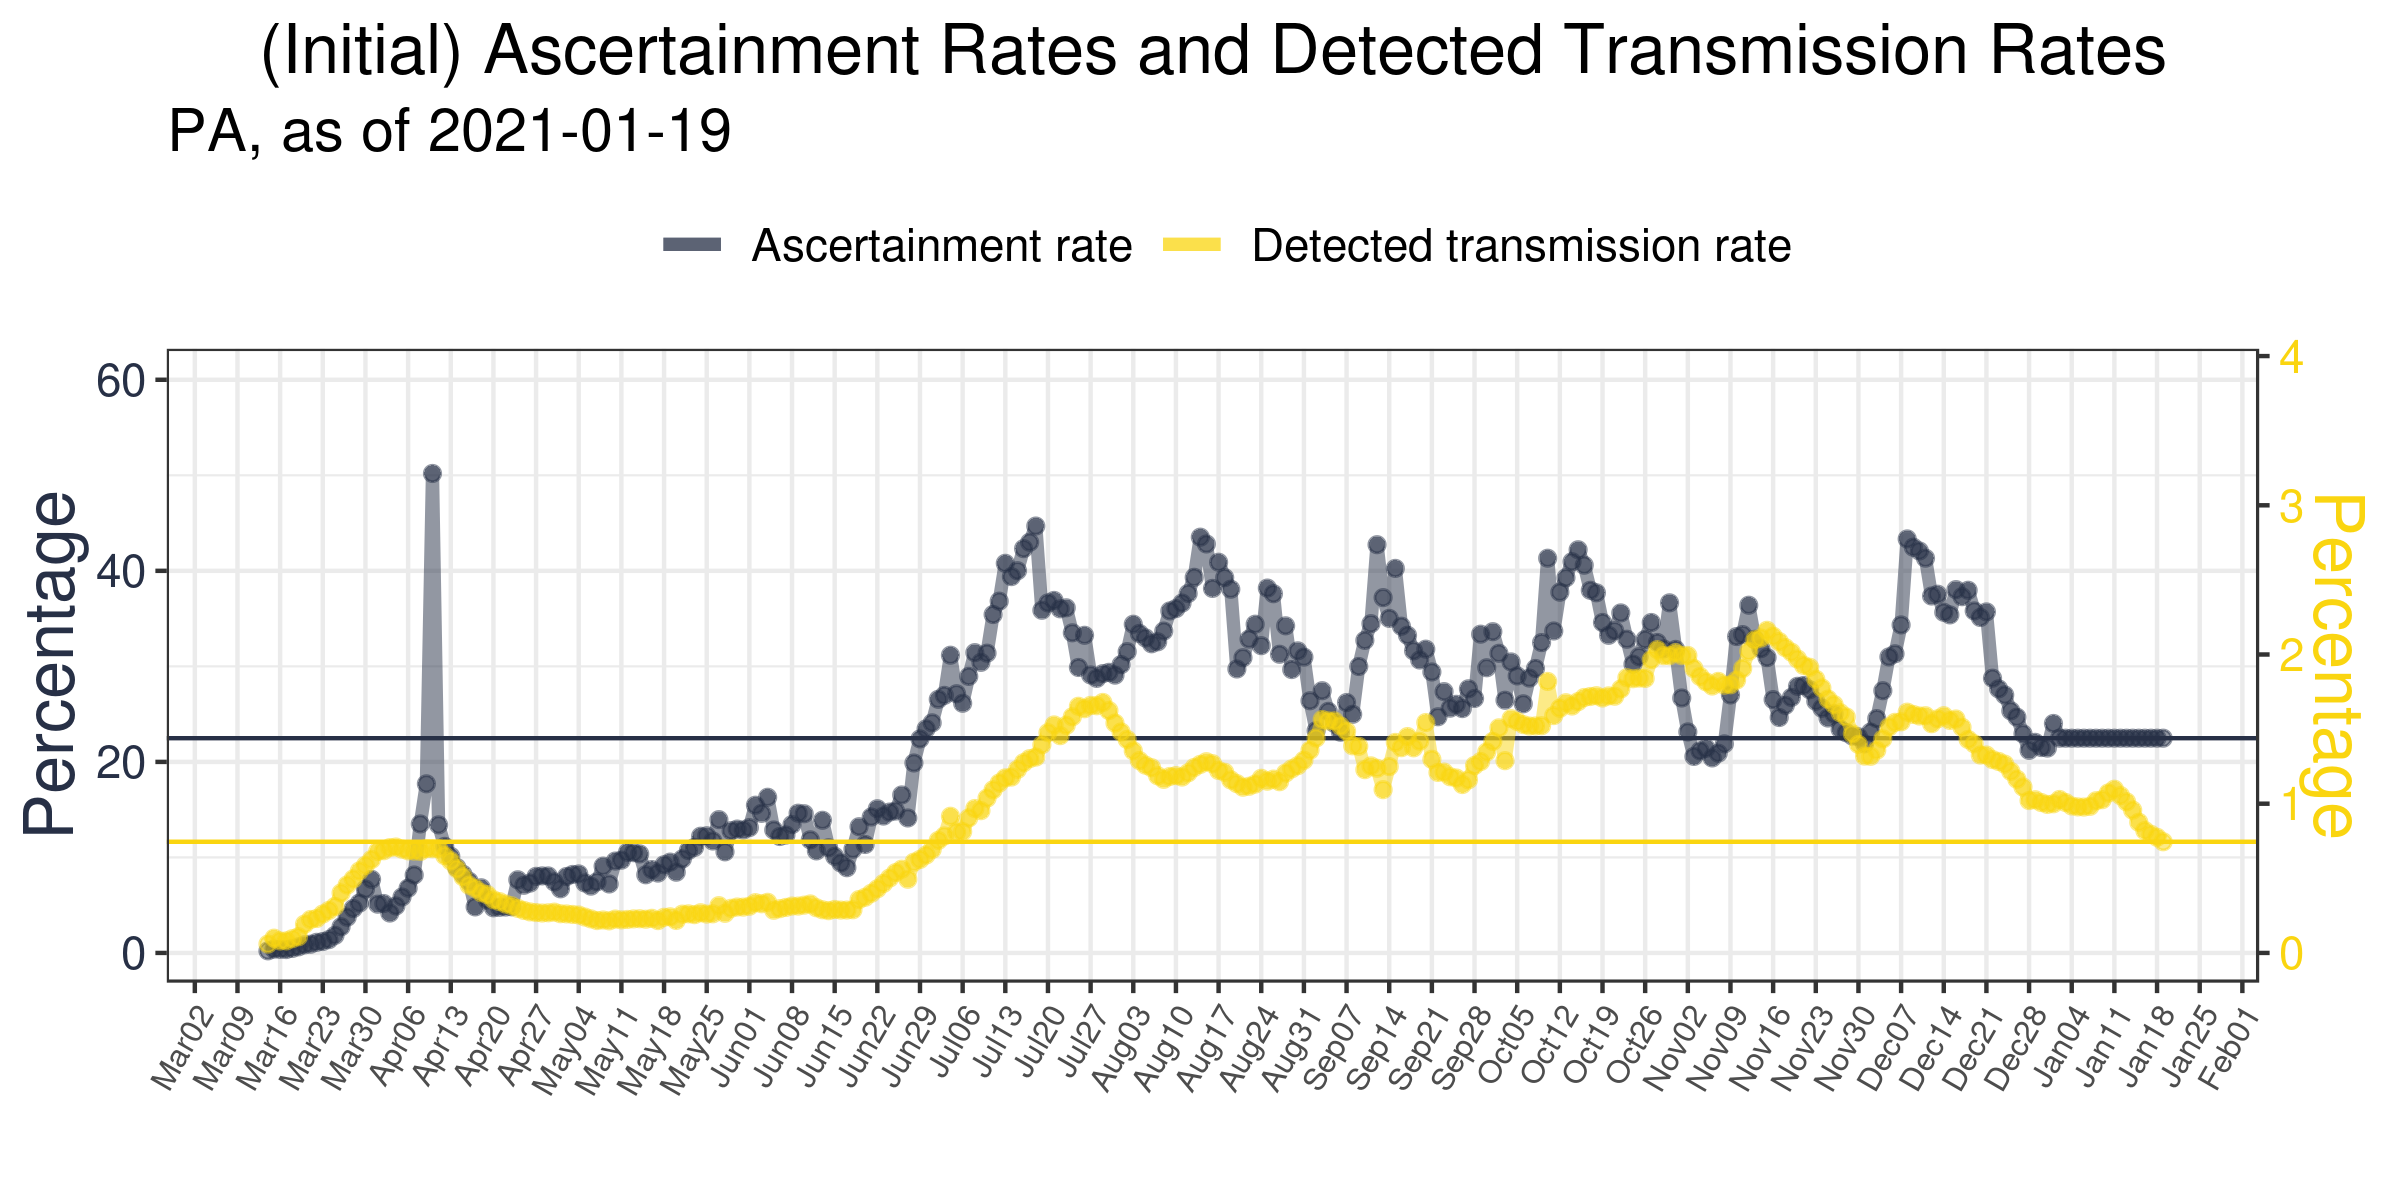 (Initial) Ascertainment Rates and Detected Transmission Rates
PA, as of 2021-01-19
Ascertainment rate Detected transmission rate
Percentage
60
40
20
0
4
3
2
1
0
Percentage
Mar02 Mar09 Mar16 Mar23 Mar30 Apr06 Apr13 Apr20 Apr27 May04 May11 May18 May25 Jun01 Jun08 Jun15 Jun22 Jun29 Jul06 Jul13 Jul20 Jul27 Aug03 Aug10 Aug17 Aug24 Aug31 Sep07 Sep14 Sep21 Sep28 Oct05 Oct12 Oct19 Oct26 Nov02 Nov09 Nov16 Nov23 Nov30 Dec07 Dec14 Dec21 Dec28 Jan04 Jan11 Jan18 Jan25 Feb01